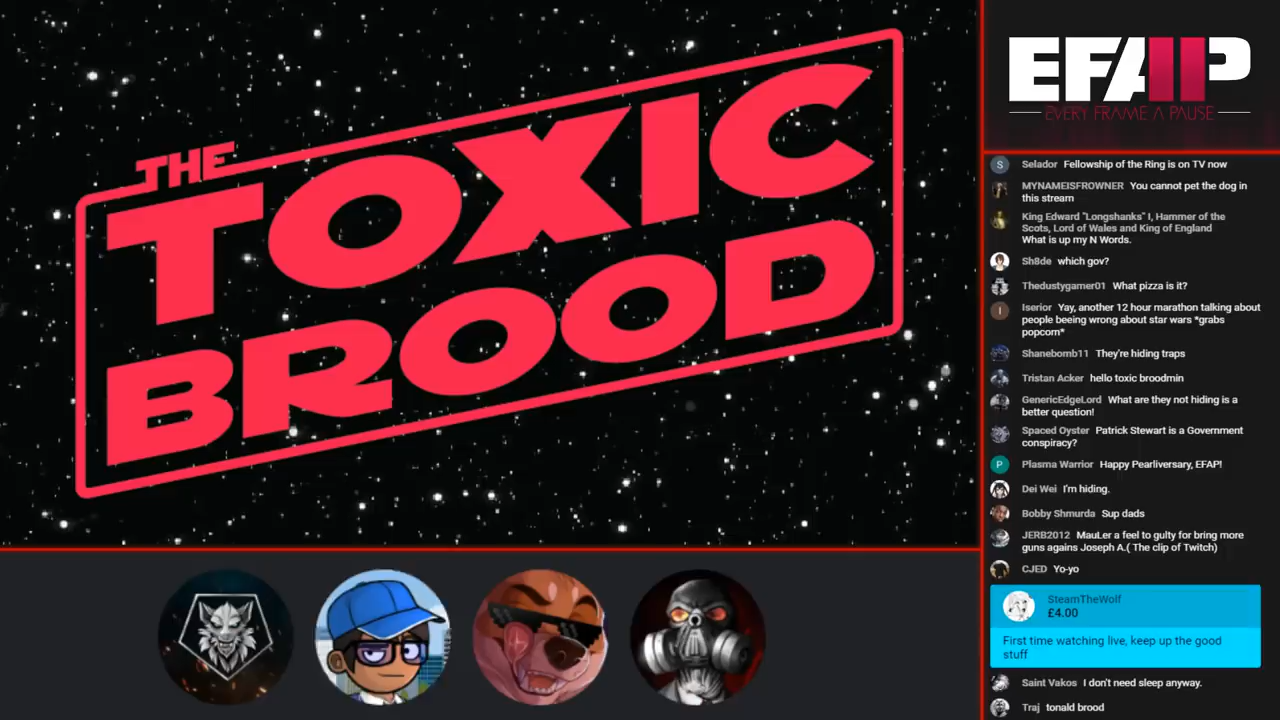 THE
TOXIC
BROOD
EFAP
EVERY FRAME A PAUSE
S Selador Fellowship of the Ring is on TV now
MYNAMEISFROWNER You cannot pet the dog in
this stream
King Edward "Longshanks" I, Hammer of the
Scots, Lord of Wales and King of England
What is up my N Words.
Sh8de which gov?
Thedustygamer01 What pizza is it?
I Iserior Yay, another 12 hour marathon talking about
people beeing wrong about star wars *grabs
popcorn*
Shanebomb11 They're hiding traps
Tristan Acker hello toxic broodmin
GenericEdgeLord What are they not hiding is a
better question!
Spaced Oyster Patrick Stewart is a Government
conspiracy?
P Plasma Warrior Happy Pearliversary, EFAP!
Dei Wei I'm hiding.
Bobby Shmurda Sup dads
JERB2012 MauLer a feel to gulty for bring more
guns agains Joseph A.( The clip of Twitch)
CJED Yo-yo
SteamTheWolf
£4.00
First time watching live, keep up the good
stuff
Saint Vakos I don't need sleep anyway.
Traj tonald brood